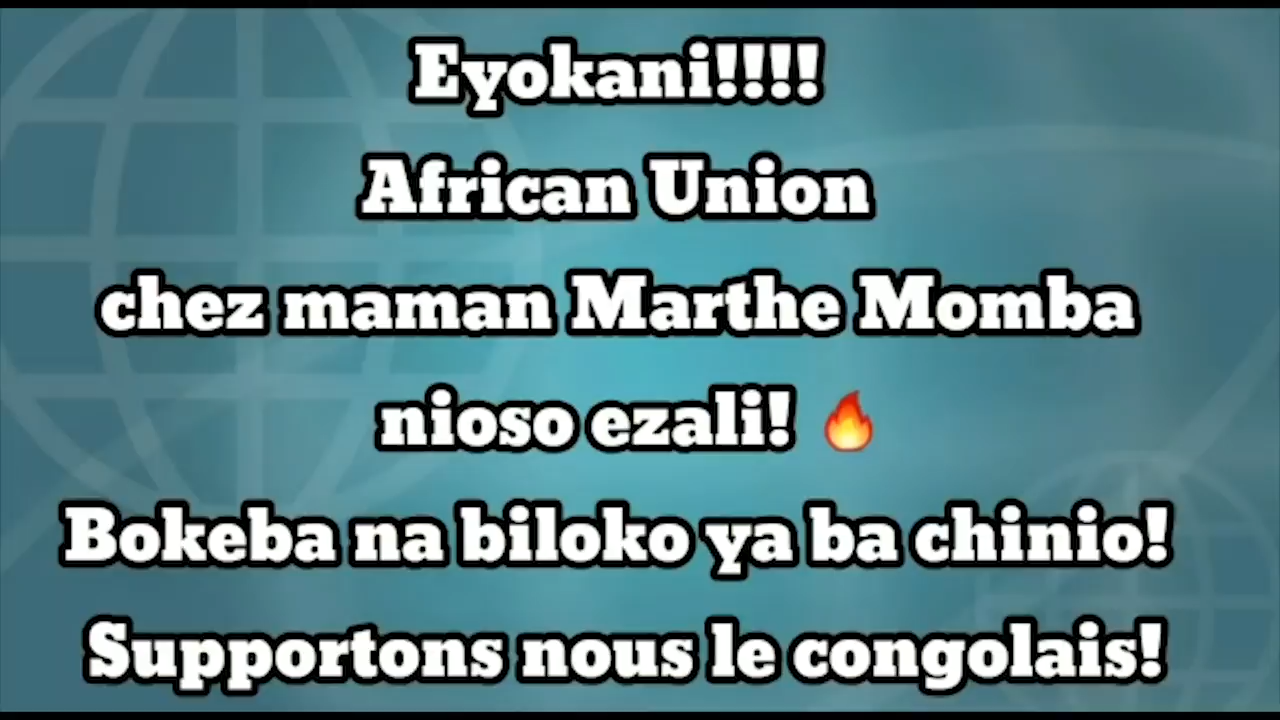 Eyokani!!!!
African Union
chez maman Marthe Momba
nioso ezali! 🔥
Bokeba na biloko ya ba chinio!
Supportons nous le congolais!